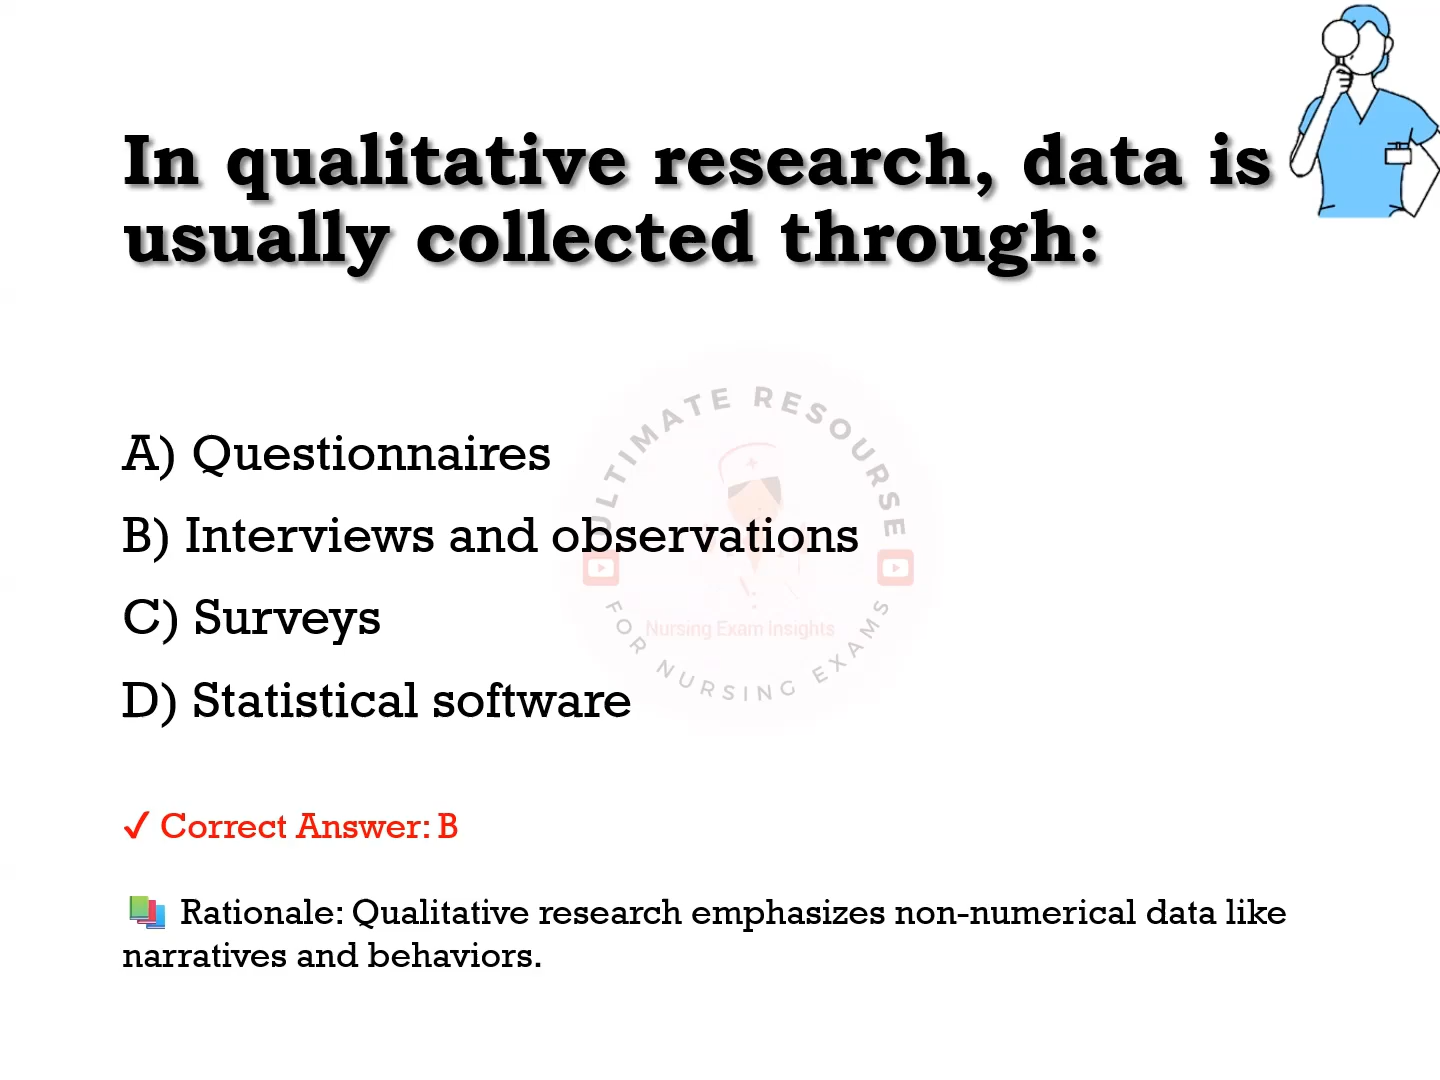 In qualitative research, data is
usually collected through:
ULTIMATE RESOURSE
A) Questionnaires
B) Interviews and observations
C) Surveys
Nursing Exam Insights
FOR NURSING EXAMS
D) Statistical software
✓ Correct Answer: B
📚 Rationale: Qualitative research emphasizes non-numerical data like
narratives and behaviors.